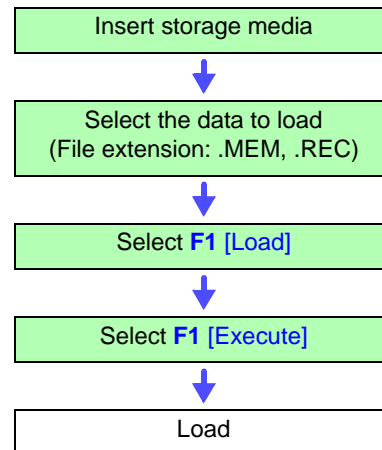 Insert storage media
Select the data to load
(File extension: .MEM, .REC)
Select F1 [Load]
Select F1 [Execute]
Load